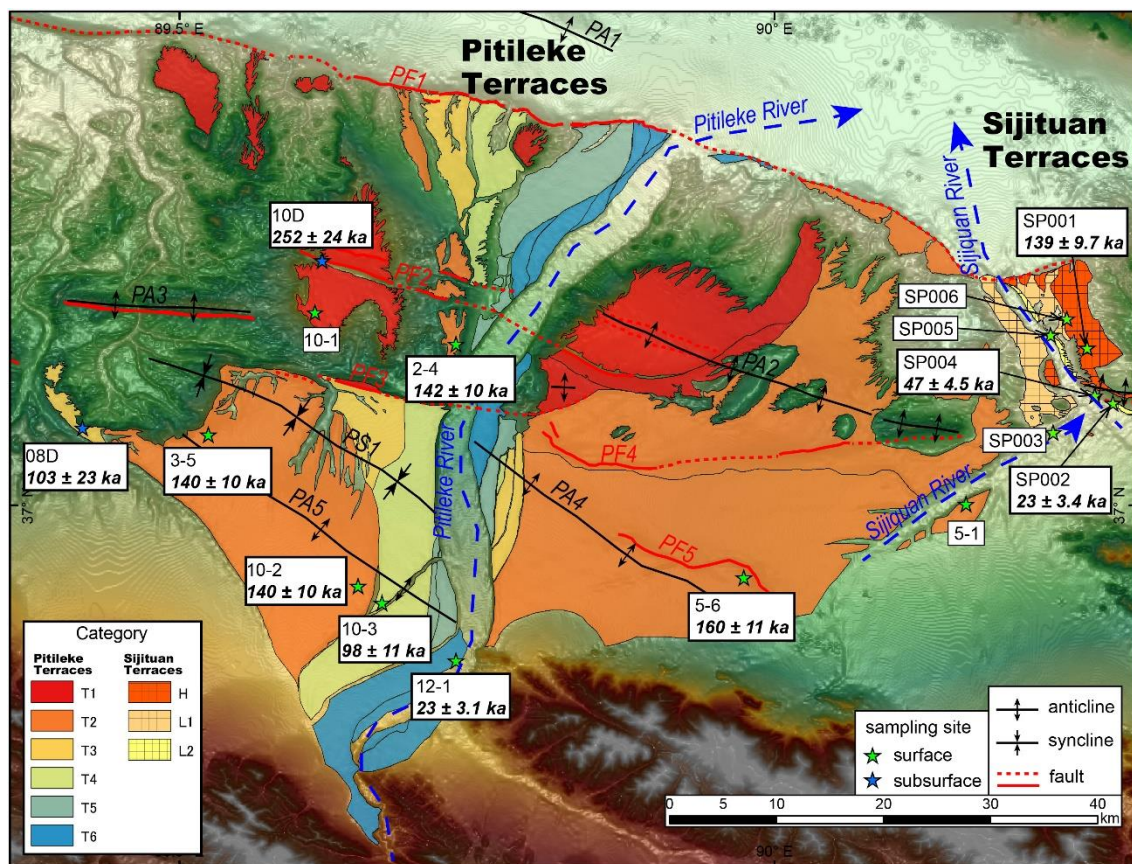 89.5°E
90°E
PA1
Pitileke
Terraces
PF1
Pitileke River
Sijituan
Terraces
Sijiquan River
SP001
139 ± 9.7 ka
10D
252 ± 24 ka
PF2
PA3
10-1
SP006
SP005
SP004
47 ± 4.5 ka
2-4
142 ± 10 ka
PA2
PF3
PS1
08D
103 ± 23 ka
3-5
140 ± 10 ka
PF4
SP003
SP002
23 ± 3.4 ka
37°N
37°N
Pitileke River
PA5
PA4
PF5
Sijiquan River
5-1
10-2
140 ± 10 ka
10-3
98 ± 11 ka
5-6
160 ± 11 ka
12-1
23 ± 3.1 ka
Category
Pitileke
Terraces
Sijituan
Terraces
T1
T2
T3
T4
T5
T6
H
L1
L2
sampling site
surface
subsurface
anticline
syncline
fault
0 10 20 30 40
km
90°E